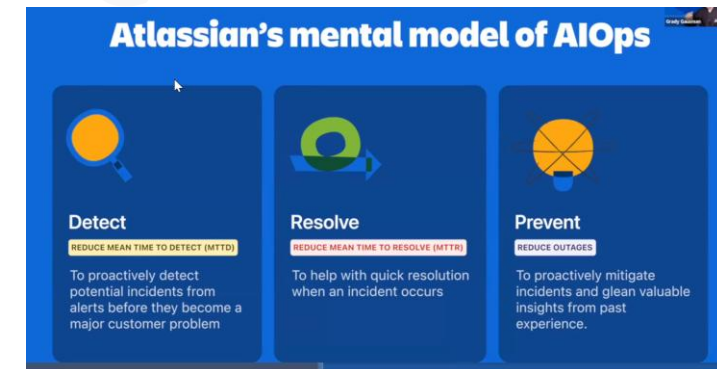 Atlassian's mental model of AIOps
Detect
REDUCE MEAN TIME TO DETECT (MTTD)
To proactively detect
potential incidents from
alerts before they become a
major customer problem
Resolve
REDUCE MEAN TIME TO RESOLVE (MTTR)
To help with quick resolution
when an incident occurs
Prevent
REDUCE OUTAGES
To proactively mitigate
incidents and glean valuable
insights from past
experience.